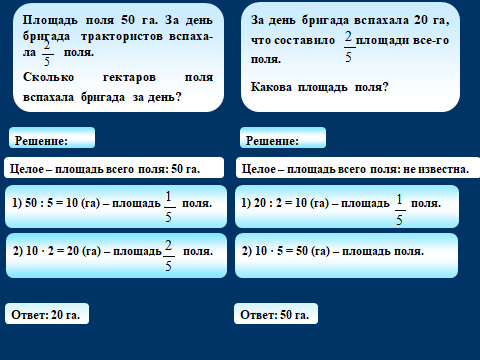 Площадь поля 50 га. За день
бригада трактористов вспаха-
ла 2/5 поля.
Сколько гектаров поля
вспахала бригада за день?
Решение:
Целое – площадь всего поля: 50 га.
1) 50 : 5 = 10 (га) – площадь 1/5 поля.
2) 10 · 2 = 20 (га) – площадь 2/5 поля.
Ответ: 20 га.
За день бригада вспахала 20 га,
что составило 2/5 площади все-го
поля.
Какова площадь поля?
Решение:
Целое – площадь всего поля: не известна.
1) 20 : 2 = 10 (га) – площадь 1/5 поля.
2) 10 · 5 = 50 (га) – площадь поля.
Ответ: 50 га.